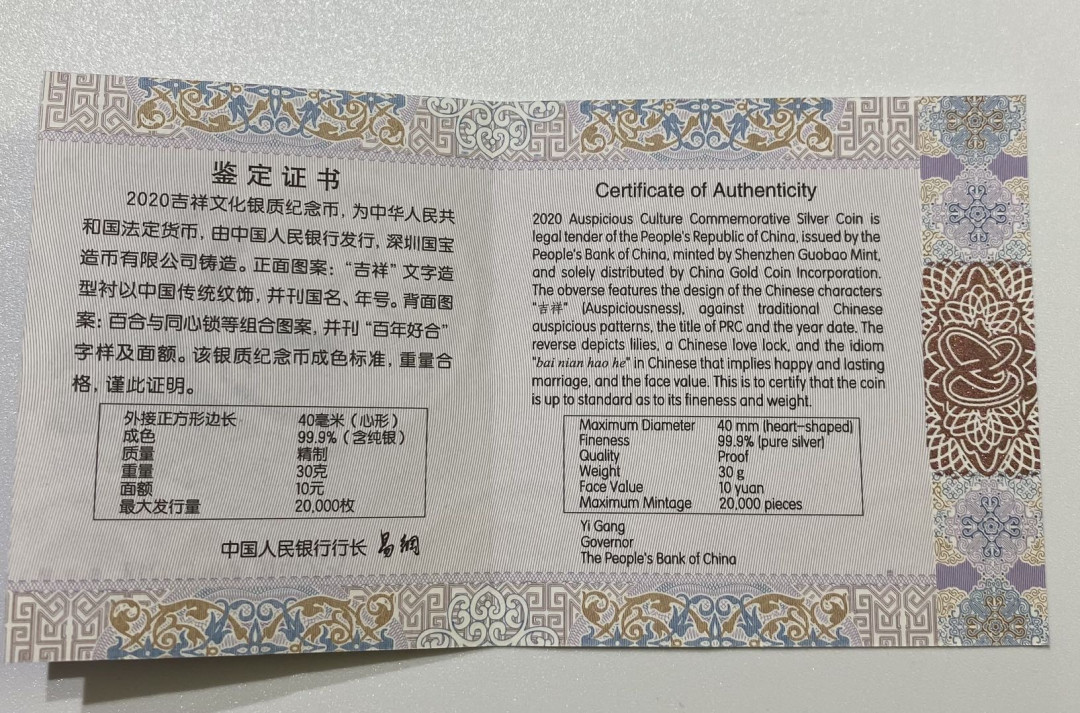 鉴定证书
2020吉祥文化银质纪念币，为中华人民共
和国法定货币，由中国人民银行发行，深圳国宝
造币有限公司铸造。正面图案：“吉祥”文字造
型衬以中国传统纹饰，并刊国名、年号。背面图
案：百合与同心锁等组合图案，并刊“百年好合”
字样及面额。该银质纪念币成色标准，重量合
格，谨此证明。
外接正方形边长 40毫米（心形）
成色 99.9%（含纯银）
质量 精制
重量 30克
面额 10元
最大发行量 20,000枚
中国人民银行行长 易纲
Certificate of Authenticity
2020 Auspicious Culture Commemorative Silver Coin is
legal tender of the People's Republic of China, issued by the
People's Bank of China, minted by Shenzhen Guobao Mint,
and solely distributed by China Gold Coin Incorporation.
The obverse features the design of the Chinese characters
"吉祥" (Auspiciousness), against traditional Chinese
auspicious patterns, the title of PRC and the year date. The
reverse depicts lilies, a Chinese love lock, and the idiom
"bai nian hao he" in Chinese that implies happy and lasting
marriage, and the face value. This is to certify that the coin
is up to standard as to its fineness and weight.
Maximum Diameter 40 mm (heart-shaped)
Fineness 99.9% (pure silver)
Quality Proof
Weight 30 g
Face Value 10 yuan
Maximum Mintage 20,000 pieces
Yi Gang
Governor
The People's Bank of China